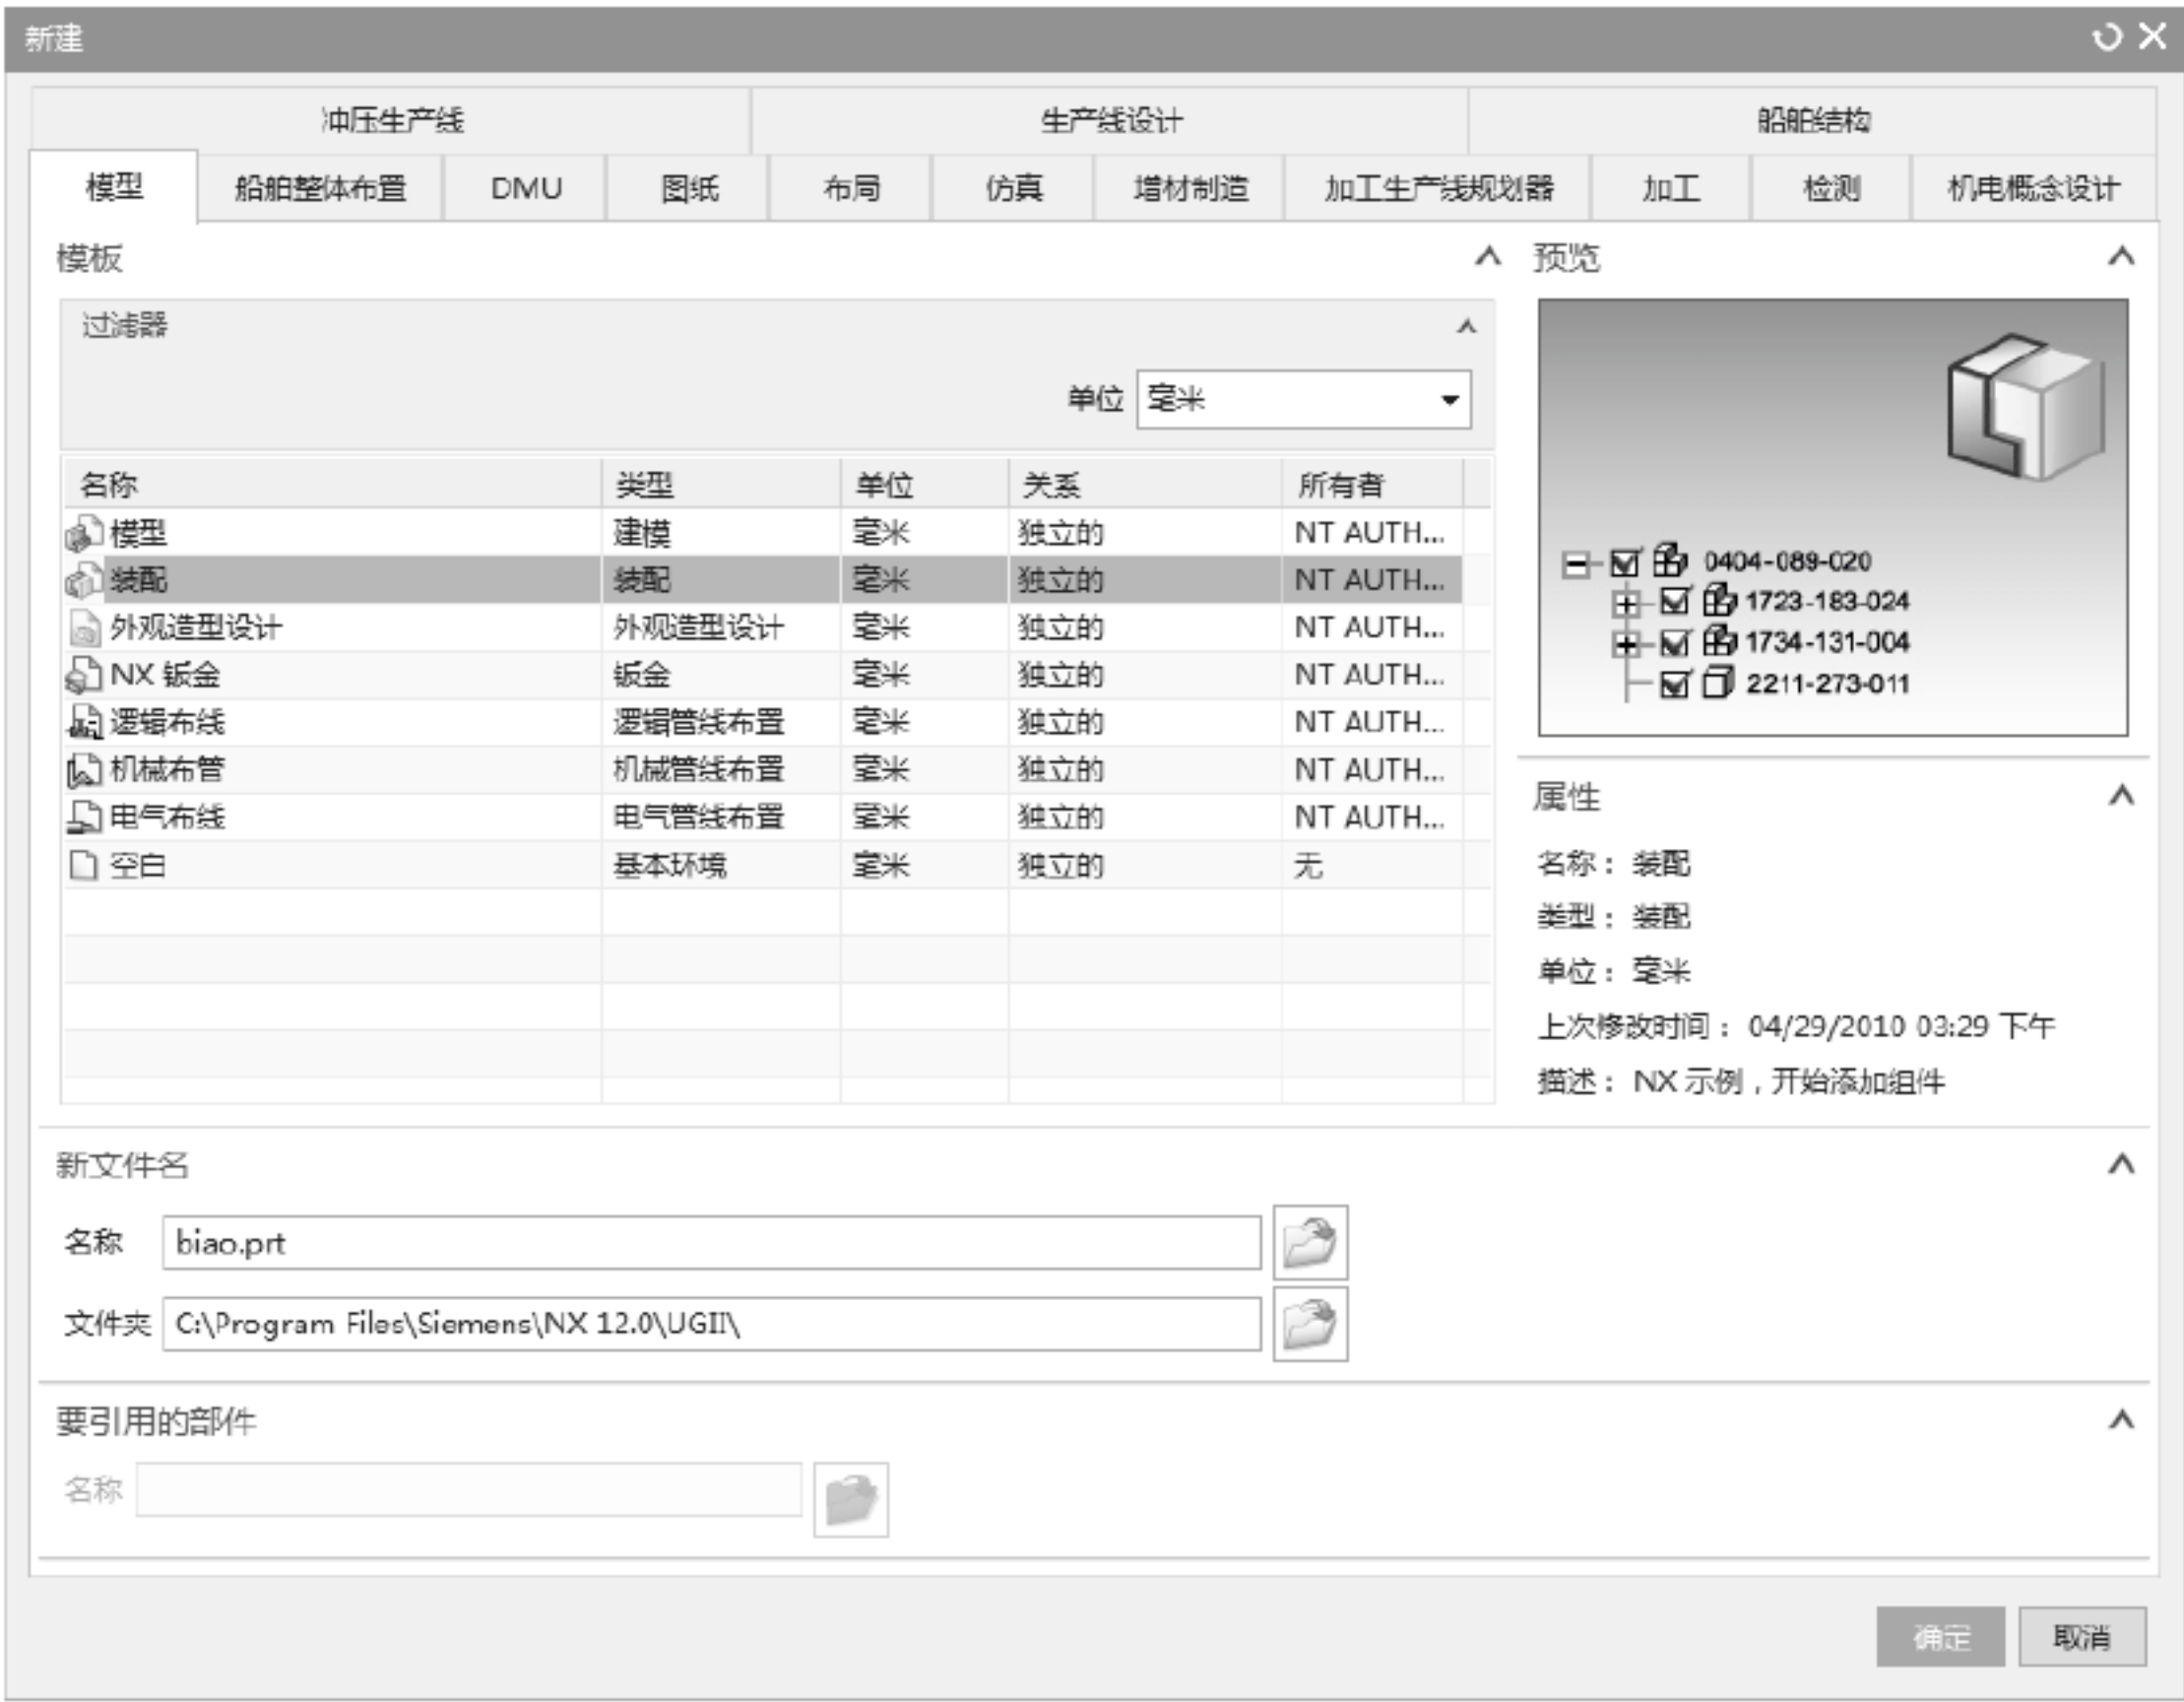 新建
冲压生产线 生产线设计 船舶结构
模型 船舶整体布置 DMU 图纸 布局 仿真 增材制造 加工生产线规划器 加工 检测 机电概念设计
模板
过滤器
单位 毫米
名称 类型 单位 关系 所有者
模型 建模 毫米 独立的 NT AUTH...
装配 装配 毫米 独立的 NT AUTH...
外观造型设计 外观造型设计 毫米 独立的 NT AUTH...
NX 钣金 钣金 毫米 独立的 NT AUTH...
逻辑布线 逻辑管线布置 毫米 独立的 NT AUTH...
机械布管 机械管线布置 毫米 独立的 NT AUTH...
电气布线 电气管线布置 毫米 独立的 NT AUTH...
空白 基本环境 毫米 独立的 无
预览
0404-089-020
1723-183-024
1734-131-004
2211-273-011
属性
名称： 装配
类型： 装配
单位： 毫米
上次修改时间： 04/29/2010 03:29 下午
描述： NX 示例，开始添加组件
新文件名
名称 biao.prt
文件夹 C:\Program Files\Siemens\NX 12.0\UGII\
要引用的部件
名称
确定 取消